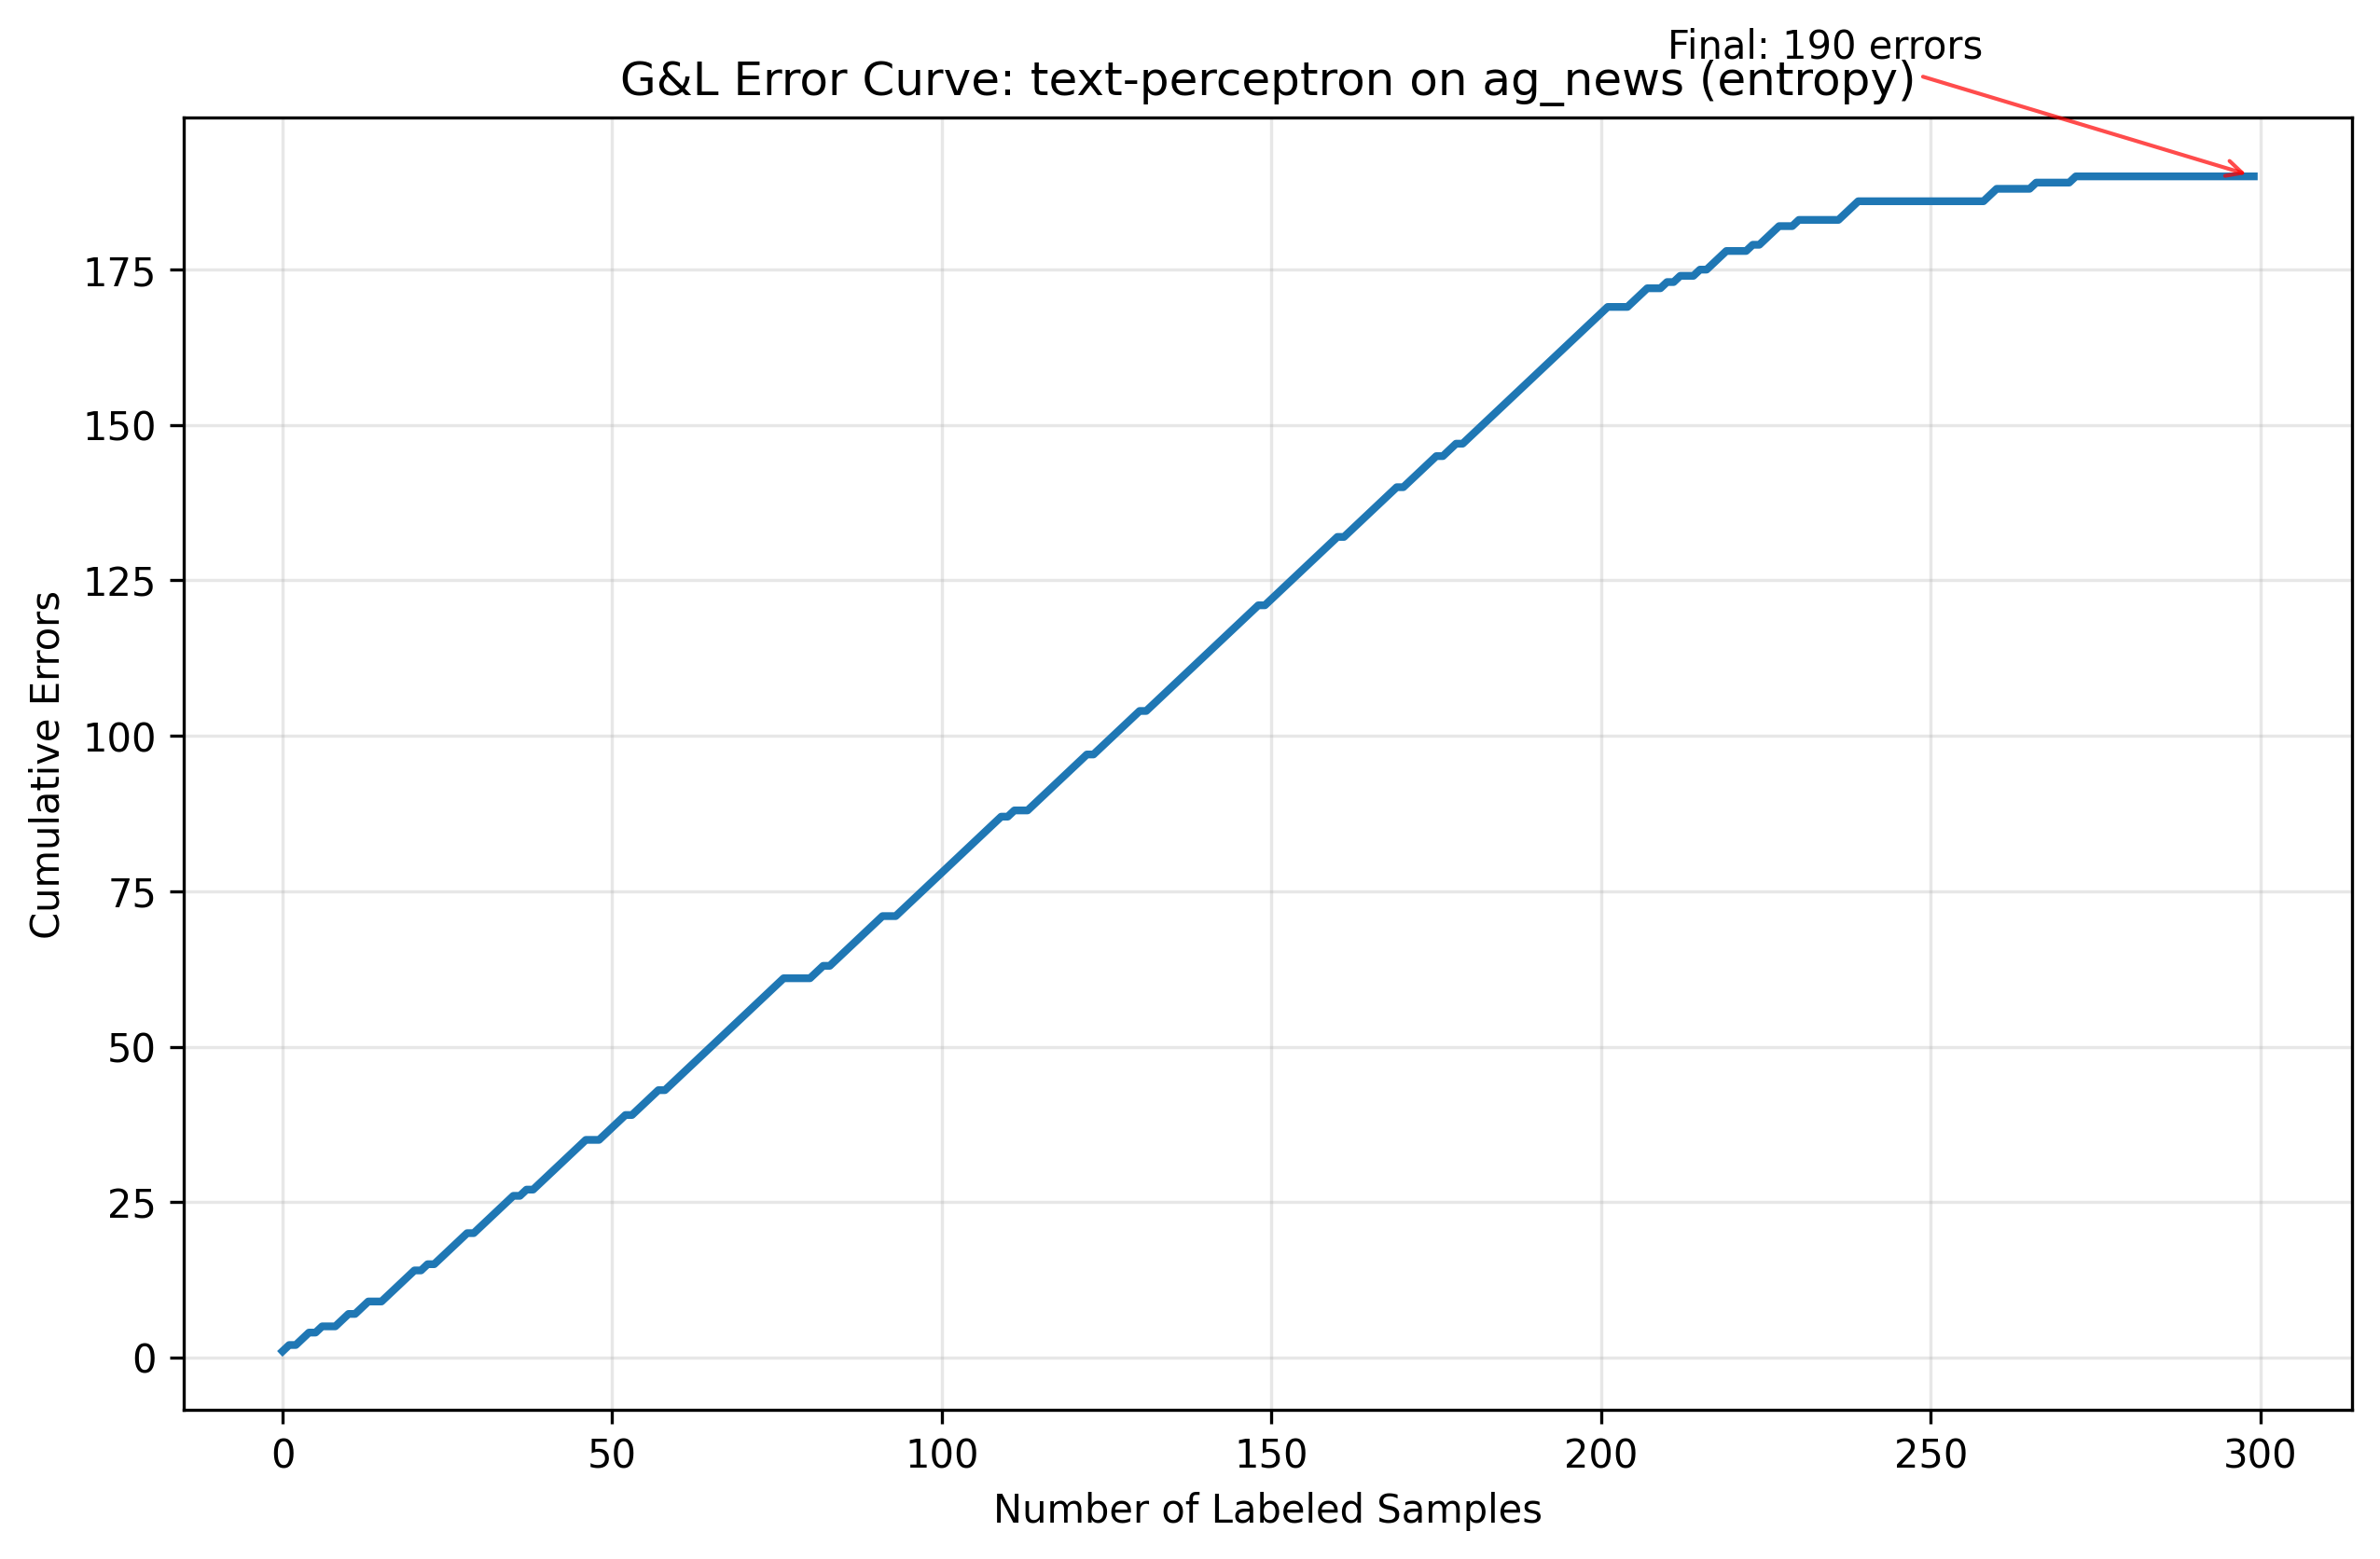 Final: 190 errors
G&L Error Curve: text-perceptron on ag_news (entropy)
Cumulative Errors
175
150
125
100
75
50
25
0
0 50 100 150 200 250 300
Number of Labeled Samples